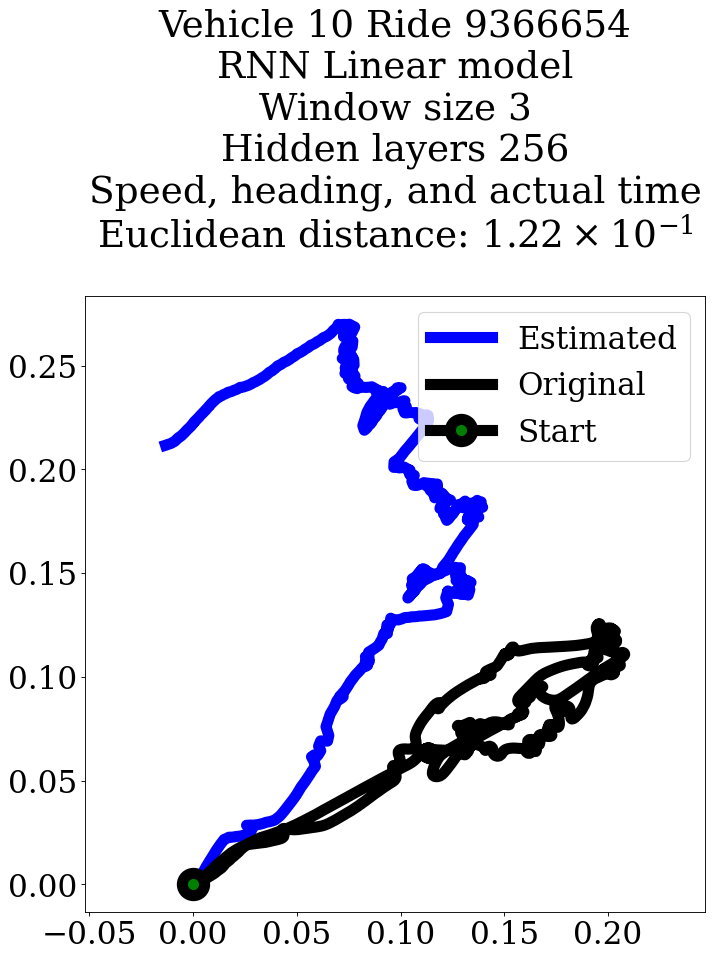 Vehicle 10 Ride 9366654
RNN Linear model
Window size 3
Hidden layers 256
Speed, heading, and actual time
Euclidean distance: 1.22 × 10⁻¹
Estimated
Original
Start
0.25
0.20
0.15
0.10
0.05
0.00
−0.05 0.00 0.05 0.10 0.15 0.20